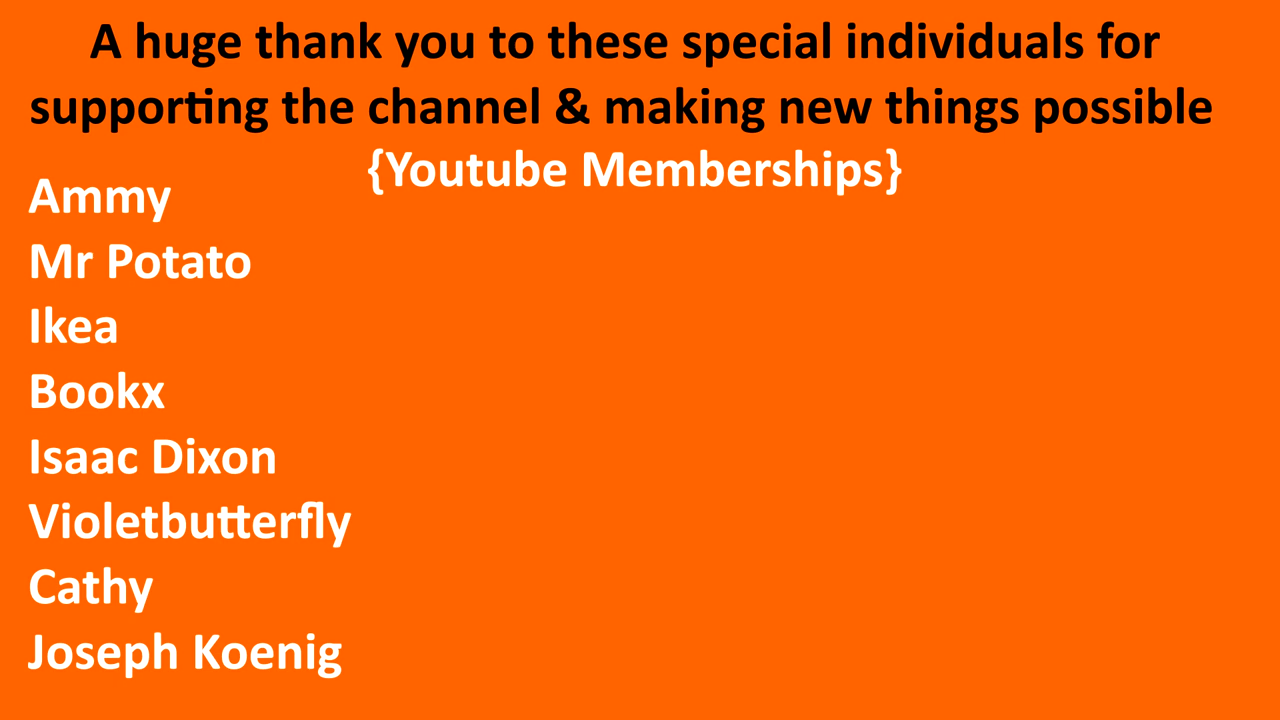 A huge thank you to these special individuals for
supporting the channel & making new things possible
{Youtube Memberships}
Ammy
Mr Potato
Ikea
Bookx
Isaac Dixon
Violetbutterfly
Cathy
Joseph Koenig